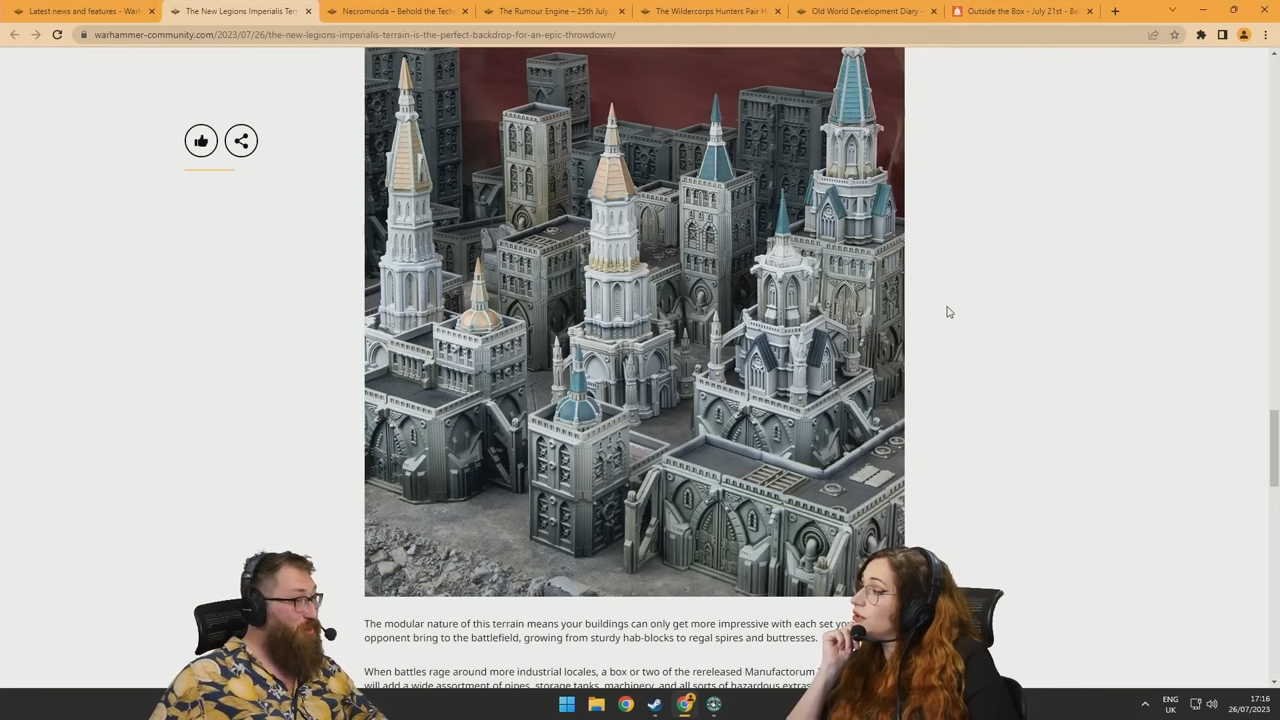 Latest news and features - War
The New Legions Imperialis Terr
Necromunda – Behold the Tech
The Rumour Engine – 25th July
The Wildercorps Hunters Pair H
Old World Development Diary –
Outside the Box - July 21st - Be
warhammer-community.com/2023/07/26/the-new-legions-imperialis-terrain-is-the-perfect-backdrop-for-an-epic-throwdown/
The modular nature of this terrain means your buildings can only get more impressive with each set
opponent bring to the battlefield, growing from sturdy hab-blocks to regal spires and buttresses.
When battles rage around more industrial locales, a box or two of the rereleased Manufactorum
will add a wide assortment of pipes, storage tanks, machinery, and all sorts of hazardous extras
ENG
UK
17:16
26/07/2023